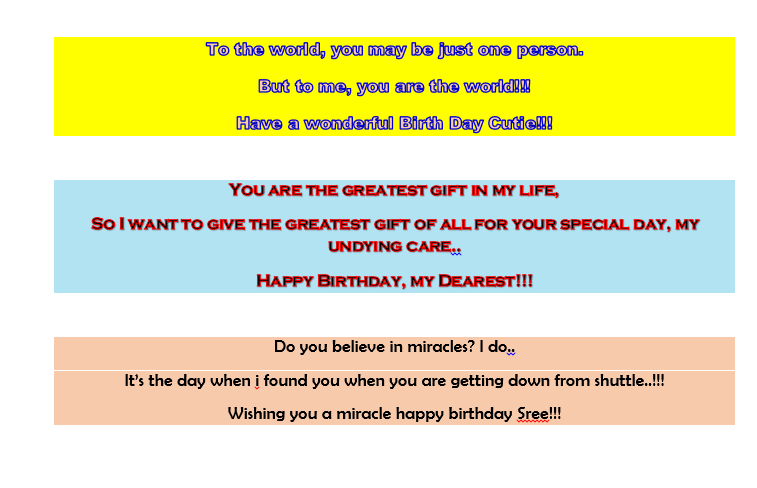 To the world, you may be just one person.
But to me, you are the world!!!
Have a wonderful Birth Day Cutie!!!
You are the greatest gift in my life,
So I want to give the greatest gift of all for your special day, my
undying care..
Happy Birthday, my Dearest!!!
Do you believe in miracles? I do..
It's the day when i found you when you are getting down from shuttle..!!!
Wishing you a miracle happy birthday Sree!!!